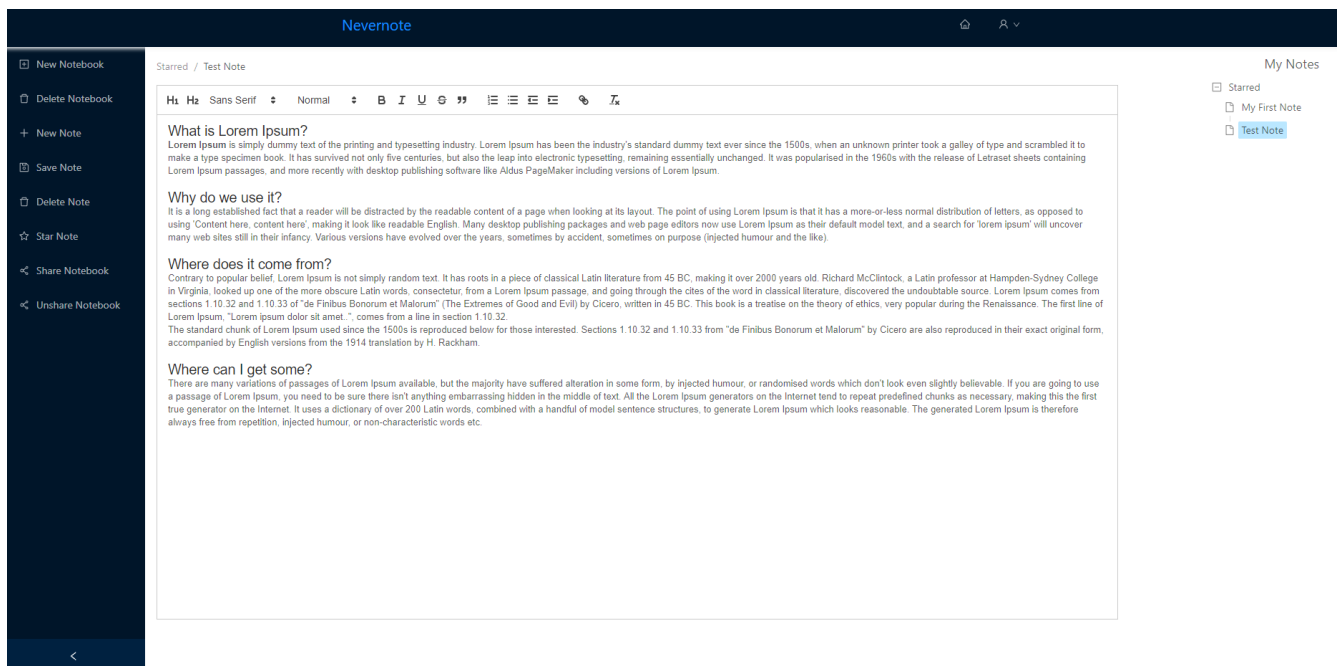 Nevernote
New Notebook
Delete Notebook
New Note
Save Note
Delete Note
Star Note
Share Notebook
Unshare Notebook
Starred / Test Note
H1 H2 Sans Serif Normal B I U S
What is Lorem Ipsum?
Lorem Ipsum is simply dummy text of the printing and typesetting industry. Lorem Ipsum has been the industry's standard dummy text ever since the 1500s, when an unknown printer took a galley of type and scrambled it to
make a type specimen book. It has survived not only five centuries, but also the leap into electronic typesetting, remaining essentially unchanged. It was popularised in the 1960s with the release of Letraset sheets containing
Lorem Ipsum passages, and more recently with desktop publishing software like Aldus PageMaker including versions of Lorem Ipsum.
Why do we use it?
It is a long established fact that a reader will be distracted by the readable content of a page when looking at its layout. The point of using Lorem Ipsum is that it has a more-or-less normal distribution of letters, as opposed to
using 'Content here, content here', making it look like readable English. Many desktop publishing packages and web page editors now use Lorem Ipsum as their default model text, and a search for 'lorem ipsum' will uncover
many web sites still in their infancy. Various versions have evolved over the years, sometimes by accident, sometimes on purpose (injected humour and the like).
Where does it come from?
Contrary to popular belief, Lorem Ipsum is not simply random text. It has roots in a piece of classical Latin literature from 45 BC, making it over 2000 years old. Richard McClintock, a Latin professor at Hampden-Sydney College
in Virginia, looked up one of the more obscure Latin words, consectetur, from a Lorem Ipsum passage, and going through the cites of the word in classical literature, discovered the undoubtable source. Lorem Ipsum comes from
sections 1.10.32 and 1.10.33 of "de Finibus Bonorum et Malorum" (The Extremes of Good and Evil) by Cicero, written in 45 BC. This book is a treatise on the theory of ethics, very popular during the Renaissance. The first line of
Lorem Ipsum, "Lorem ipsum dolor sit amet..", comes from a line in section 1.10.32.
The standard chunk of Lorem Ipsum used since the 1500s is reproduced below for those interested. Sections 1.10.32 and 1.10.33 from "de Finibus Bonorum et Malorum" by Cicero are also reproduced in their exact original form,
accompanied by English versions from the 1914 translation by H. Rackham.
Where can I get some?
There are many variations of passages of Lorem Ipsum available, but the majority have suffered alteration in some form, by injected humour, or randomised words which don't look even slightly believable. If you are going to use
a passage of Lorem Ipsum, you need to be sure there isn't anything embarrassing hidden in the middle of text. All the Lorem Ipsum generators on the Internet tend to repeat predefined chunks as necessary, making this the first
true generator on the Internet. It uses a dictionary of over 200 Latin words, combined with a handful of model sentence structures, to generate Lorem Ipsum which looks reasonable. The generated Lorem Ipsum is therefore
always free from repetition, injected humour, or non-characteristic words etc.
My Notes
Starred
My First Note
Test Note